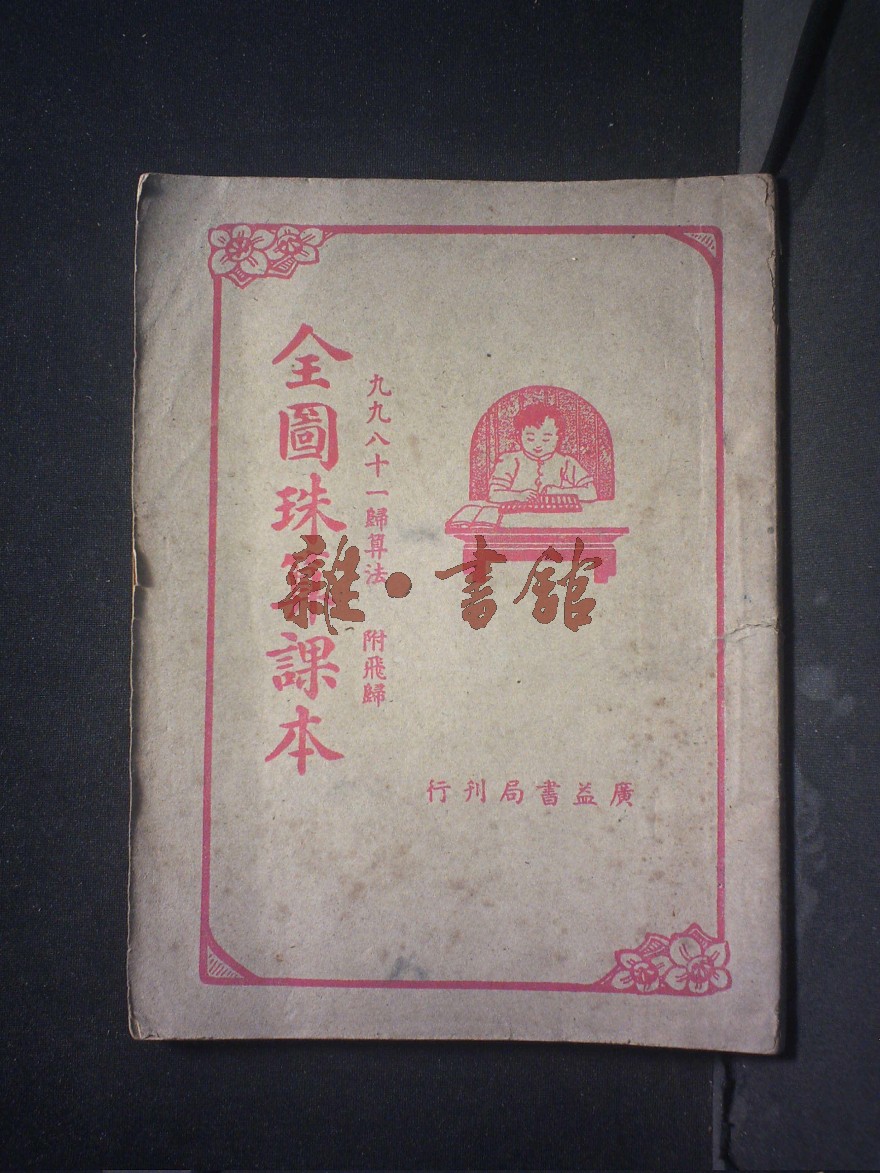 九九八十一歸算法 附飛歸
全圖珠算課本
廣益書局刊行
雜·書館